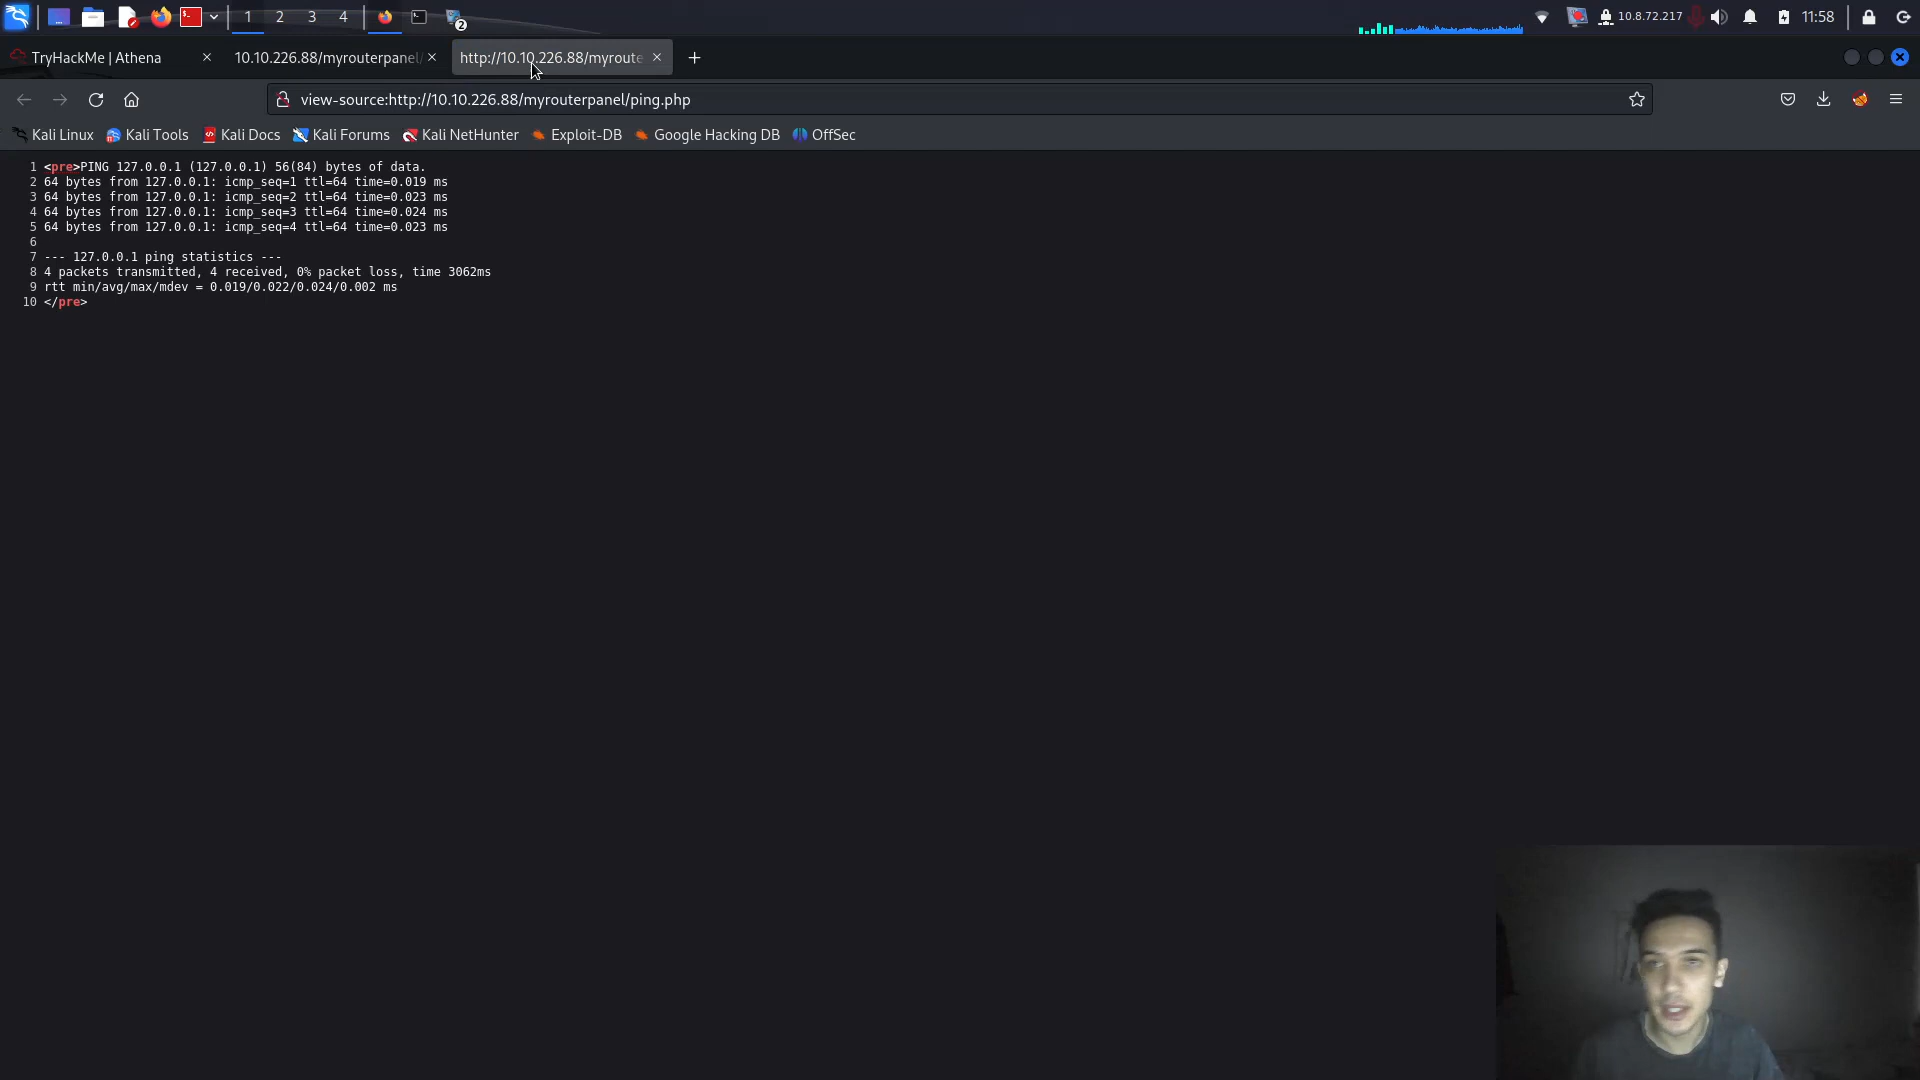 1 2 3 4 2 10.8.72.217 11:58
TryHackMe | Athena 10.10.226.88/myrouterpanel/ http://10.10.226.88/myroute
view-source:http://10.10.226.88/myrouterpanel/ping.php
Kali Linux Kali Tools Kali Docs Kali Forums Kali NetHunter Exploit-DB Google Hacking DB OffSec
1 <pre>PING 127.0.0.1 (127.0.0.1) 56(84) bytes of data.
2 64 bytes from 127.0.0.1: icmp_seq=1 ttl=64 time=0.019 ms
3 64 bytes from 127.0.0.1: icmp_seq=2 ttl=64 time=0.023 ms
4 64 bytes from 127.0.0.1: icmp_seq=3 ttl=64 time=0.024 ms
5 64 bytes from 127.0.0.1: icmp_seq=4 ttl=64 time=0.023 ms
6
7 --- 127.0.0.1 ping statistics ---
8 4 packets transmitted, 4 received, 0% packet loss, time 3062ms
9 rtt min/avg/max/mdev = 0.019/0.022/0.024/0.002 ms
10 </pre>